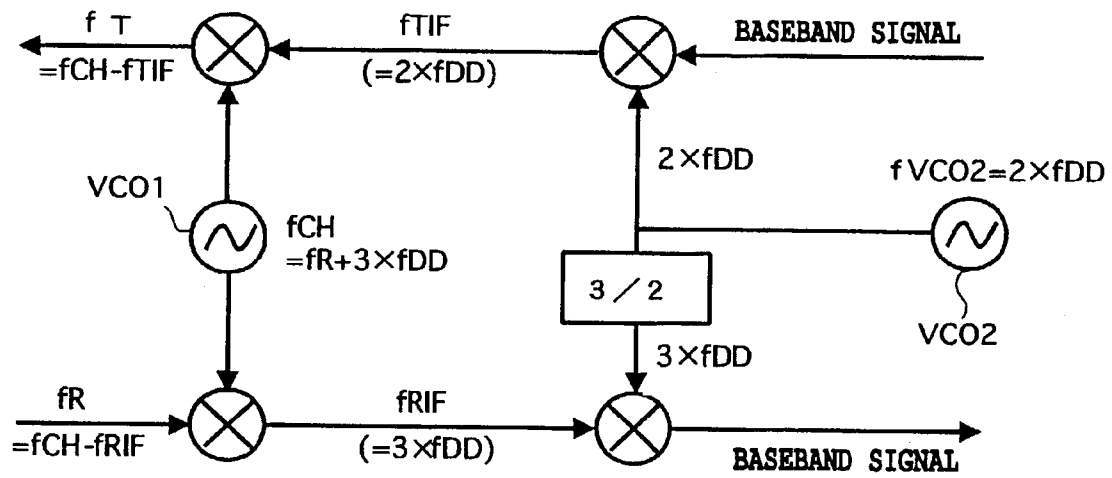 f T
=fCH-fTIF
fTIF
(=2×fDD)
BASEBAND SIGNAL
VCO1
fCH
=fR+3×fDD
2×fDD
fVCO2=2×fDD
VCO2
3／2
3×fDD
fR
=fCH-fRIF
fRIF
(=3×fDD)
BASEBAND SIGNAL